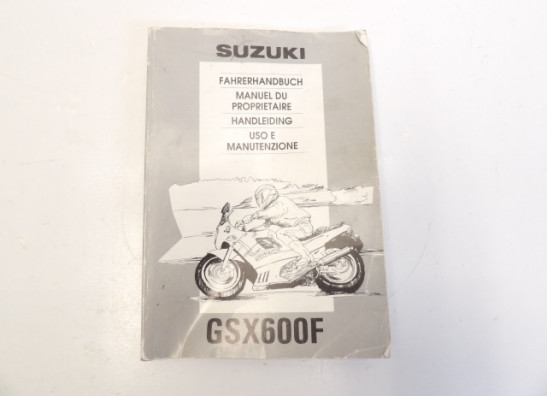 SUZUKI
FAHRERHANDBUCH
MANUEL DU
PROPRIETAIRE
HANDLEIDING
USO E
MANUTENZIONE
GSX600F